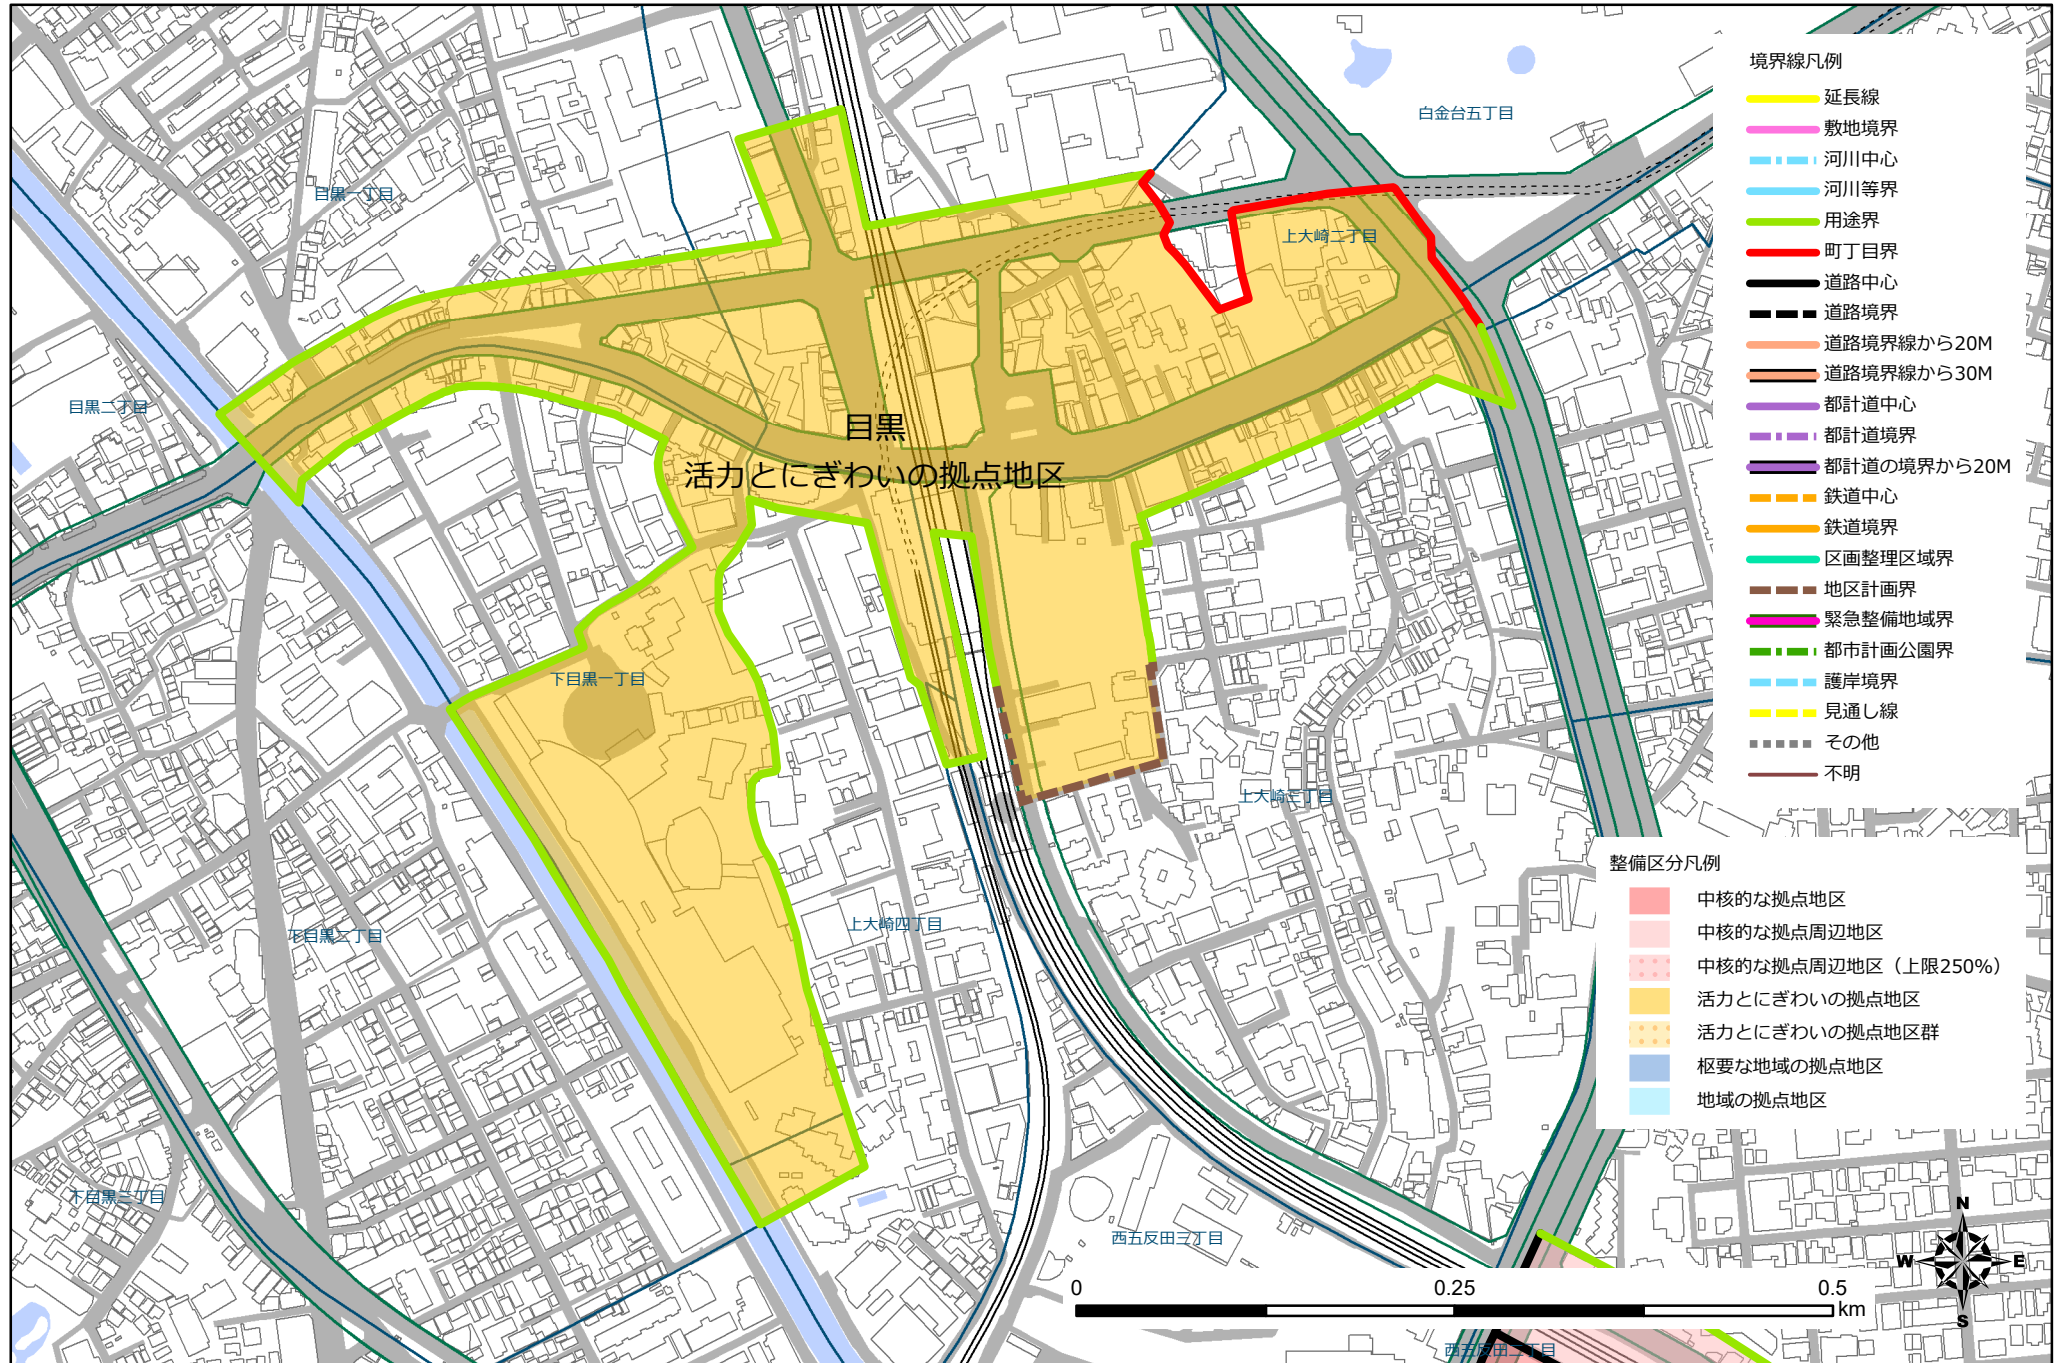 白金台五丁目
目黒一丁目
上大崎二丁目
目黒二丁目
目黒
活力とにぎわいの拠点地区
下目黒一丁目
上大崎三丁目
上大崎四丁目
下目黒二丁目
下目黒三丁目
西五反田三丁目
西五反田二丁目
境界線凡例
延長線
敷地境界
河川中心
河川等界
用途界
町丁目界
道路中心
道路境界
道路境界線から20M
道路境界線から30M
都計道中心
都計道境界
都計道の境界から20M
鉄道中心
鉄道境界
区画整理区域界
地区計画界
緊急整備地域界
都市計画公園界
護岸境界
見通し線
その他
不明
整備区分凡例
中核的な拠点地区
中核的な拠点周辺地区
中核的な拠点周辺地区（上限250%）
活力とにぎわいの拠点地区
活力とにぎわいの拠点地区群
枢要な地域の拠点地区
地域の拠点地区
N
W E
S
0 0.25 0.5
km